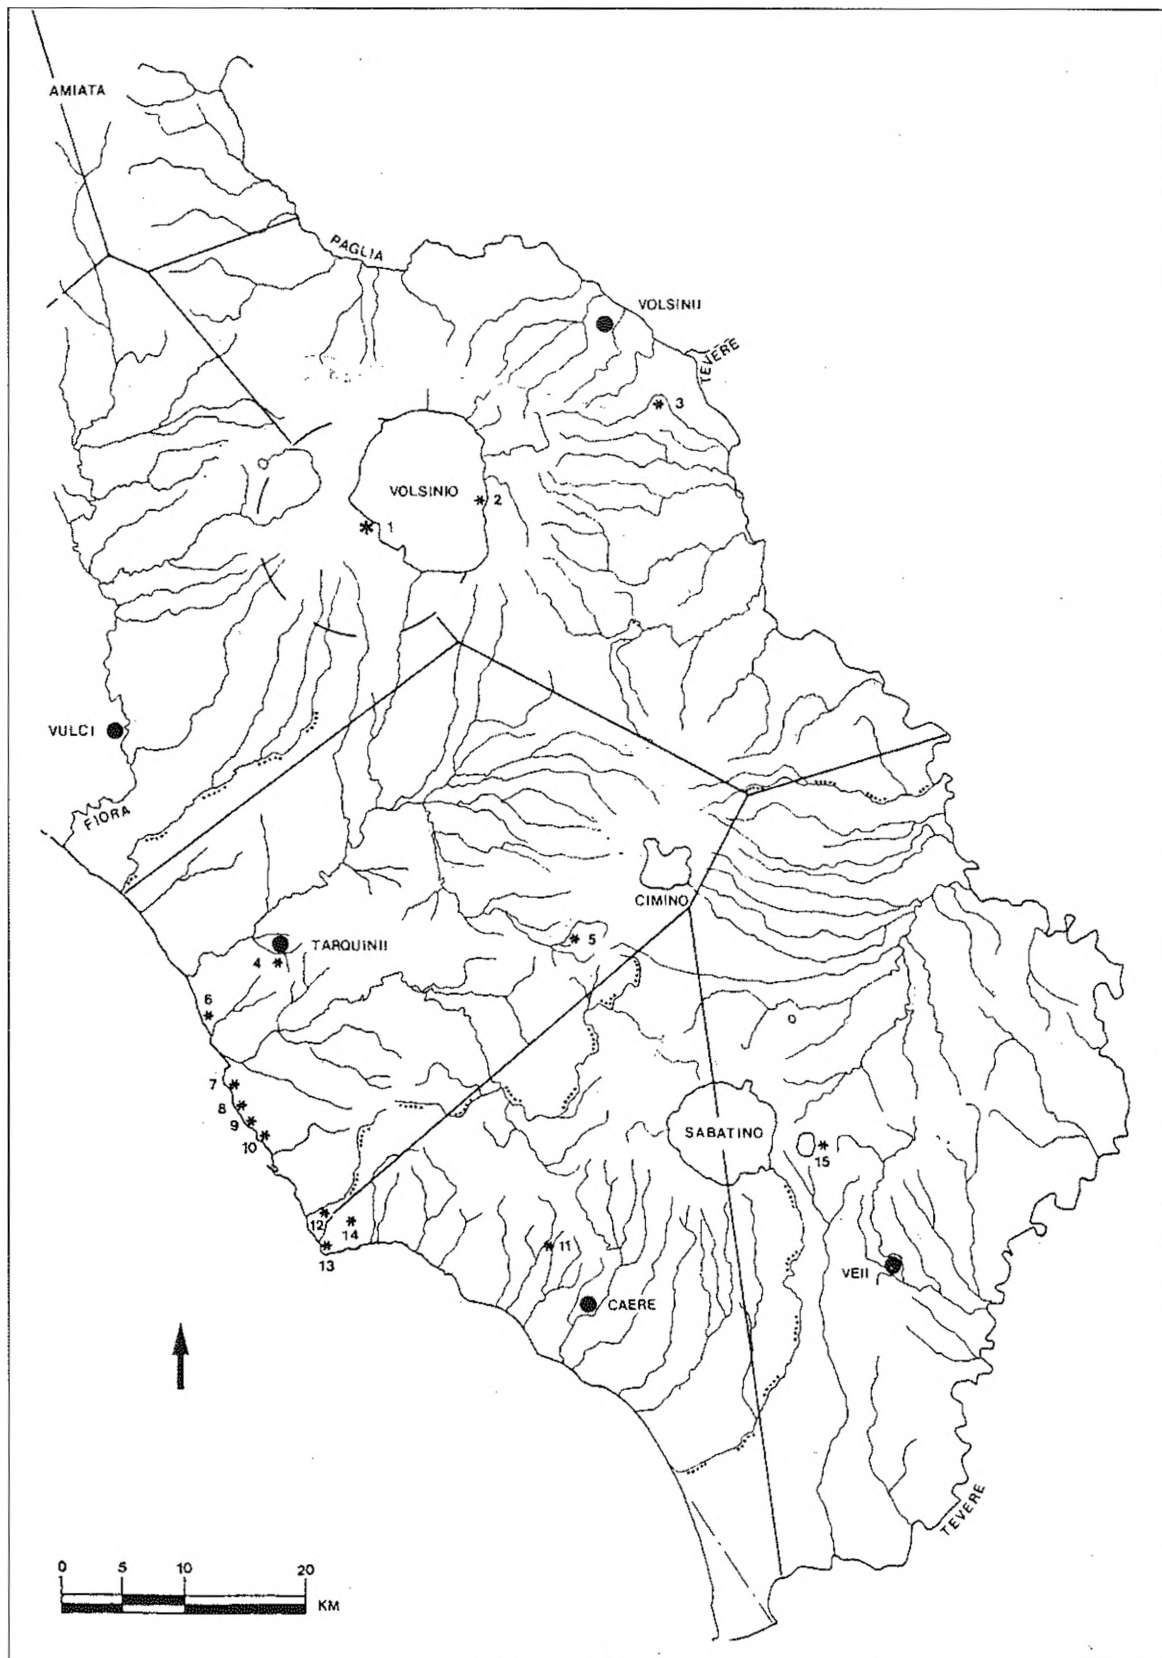 AMIATA
PAGLIA
VOLSINII
TEVERE
3
VOLSINIO
2
1
VULCI
FIORA
CIMINO
TARQUINII
5
4
6
7
8
9
10
SABATINO
15
12
14
13
11
VEII
CAERE
TEVERE
0 5 10 20
KM